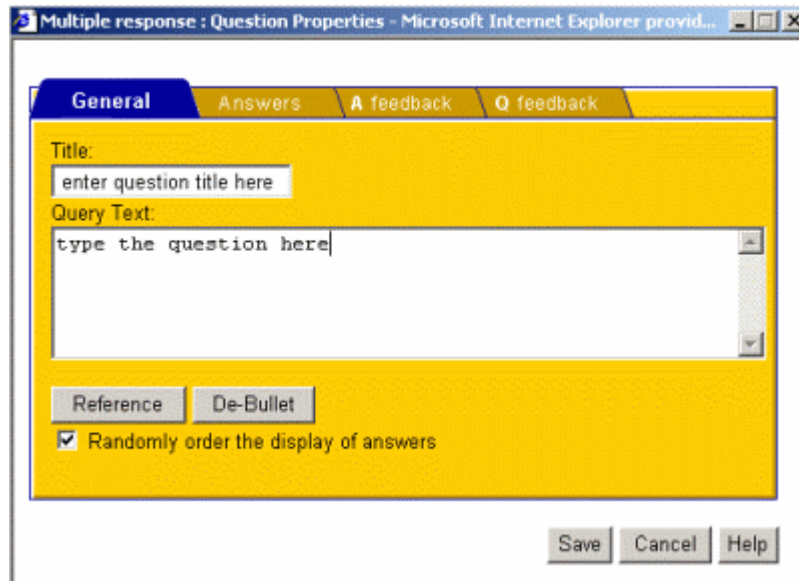 Multiple response : Question Properties - Microsoft Internet Explorer provid...
General Answers A feedback Q feedback
Title:
enter question title here
Query Text:
type the question here
Reference De-Bullet
Randomly order the display of answers
Save Cancel Help